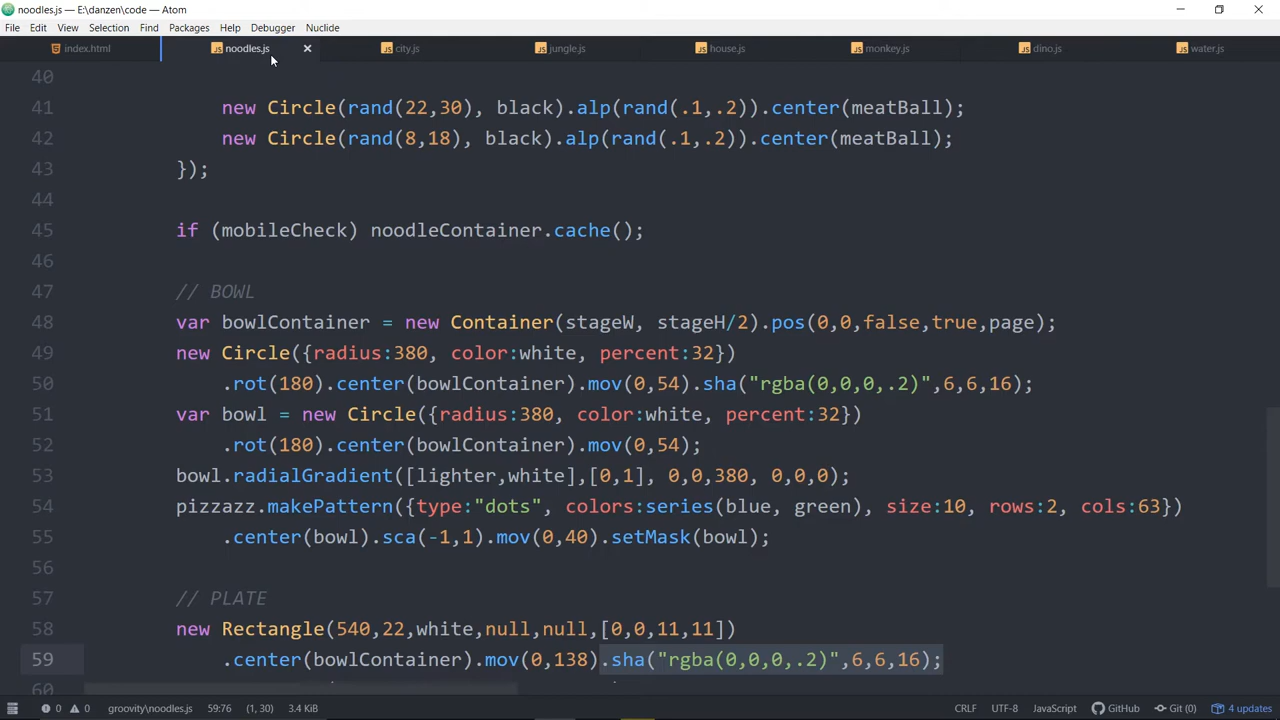 noodles.js — E:\danzen\code — Atom
File Edit View Selection Find Packages Help Debugger Nuclide
index.html noodles.js city.js jungle.js house.js monkey.js dino.js water.js
40
41 new Circle(rand(22,30), black).alp(rand(.1,.2)).center(meatBall);
42 new Circle(rand(8,18), black).alp(rand(.1,.2)).center(meatBall);
43 });
44
45 if (mobileCheck) noodleContainer.cache();
46
47 // BOWL
48 var bowlContainer = new Container(stageW, stageH/2).pos(0,0,false,true,page);
49 new Circle({radius:380, color:white, percent:32})
50 .rot(180).center(bowlContainer).mov(0,54).sha("rgba(0,0,0,.2)",6,6,16);
51 var bowl = new Circle({radius:380, color:white, percent:32})
52 .rot(180).center(bowlContainer).mov(0,54);
53 bowl.radialGradient([lighter,white],[0,1], 0,0,380, 0,0,0);
54 pizzazz.makePattern({type:"dots", colors:series(blue, green), size:10, rows:2, cols:63})
55 .center(bowl).sca(-1,1).mov(0,40).setMask(bowl);
56
57 // PLATE
58 new Rectangle(540,22,white,null,null,[0,0,11,11])
59 .center(bowlContainer).mov(0,138).sha("rgba(0,0,0,.2)",6,6,16);
60
0 0 groovity\noodles.js 59:76 (1, 30) 3.4 KiB CRLF UTF-8 JavaScript GitHub Git (0) 4 updates